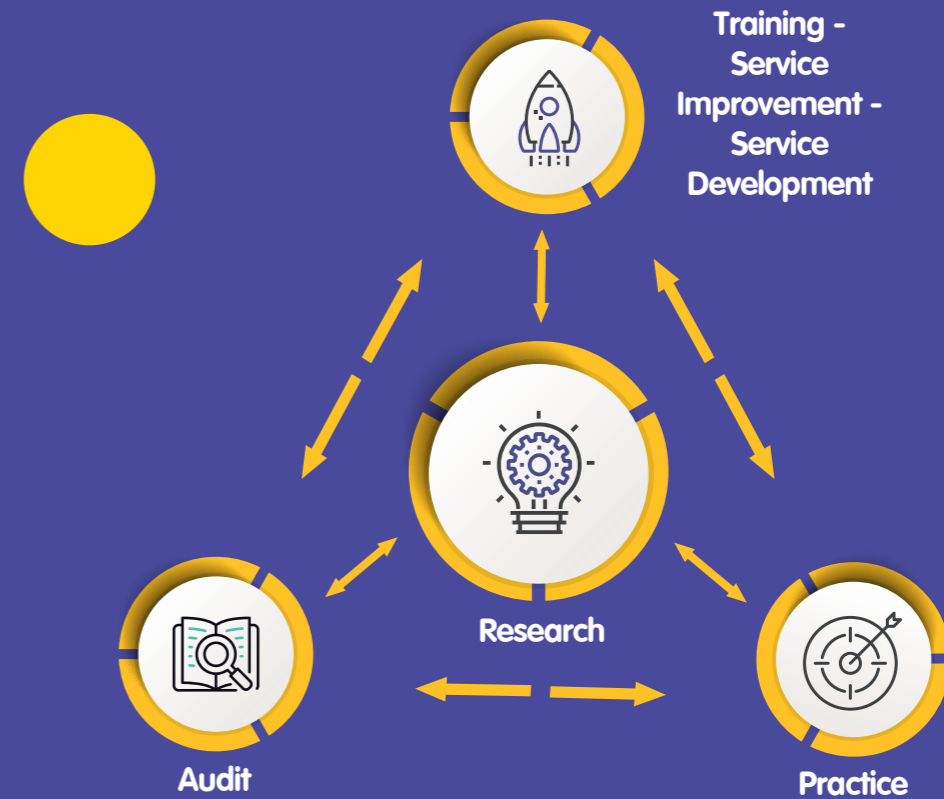 Training -
Service
Improvement -
Service
Development
Research
Audit
Practice